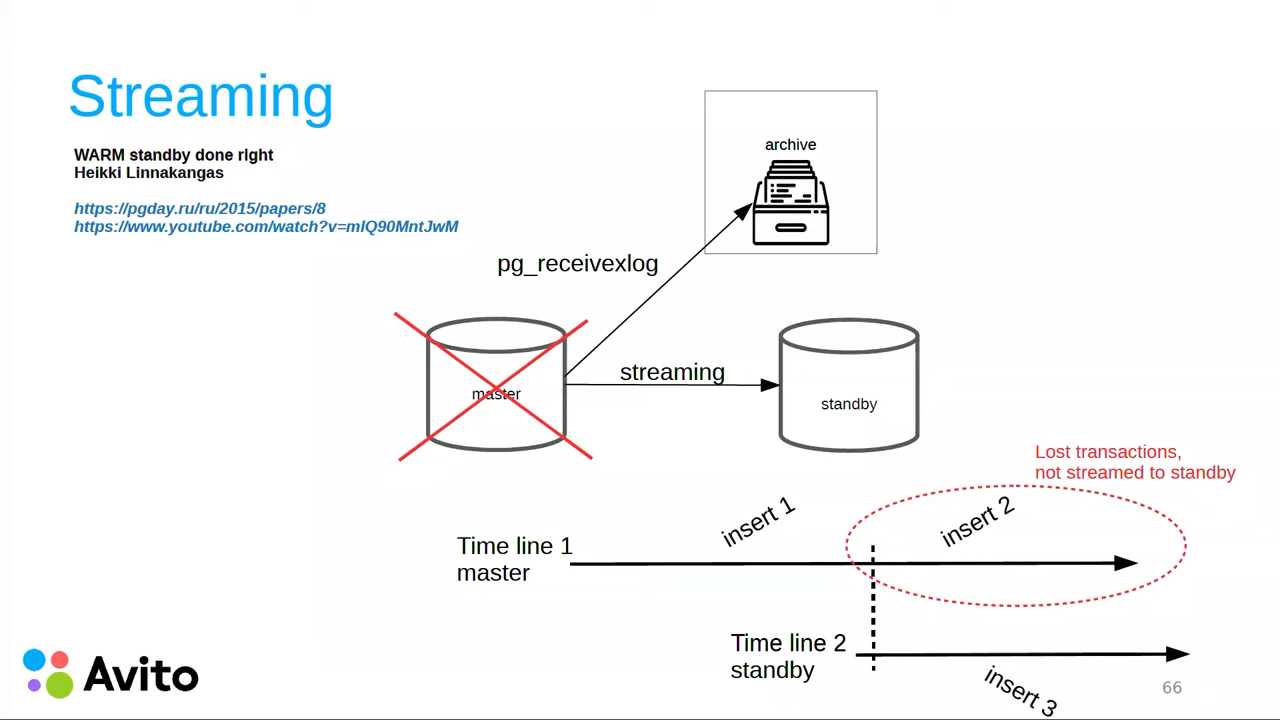 Streaming
WARM standby done right
Heikki Linnakangas
https://pgday.ru/ru/2015/papers/8
https://www.youtube.com/watch?v=mIQ90MntJwM
archive
pg_receivexlog
master
streaming
standby
Lost transactions,
not streamed to standby
insert 1
insert 2
Time line 1
master
Time line 2
standby
insert 3
Avito
66